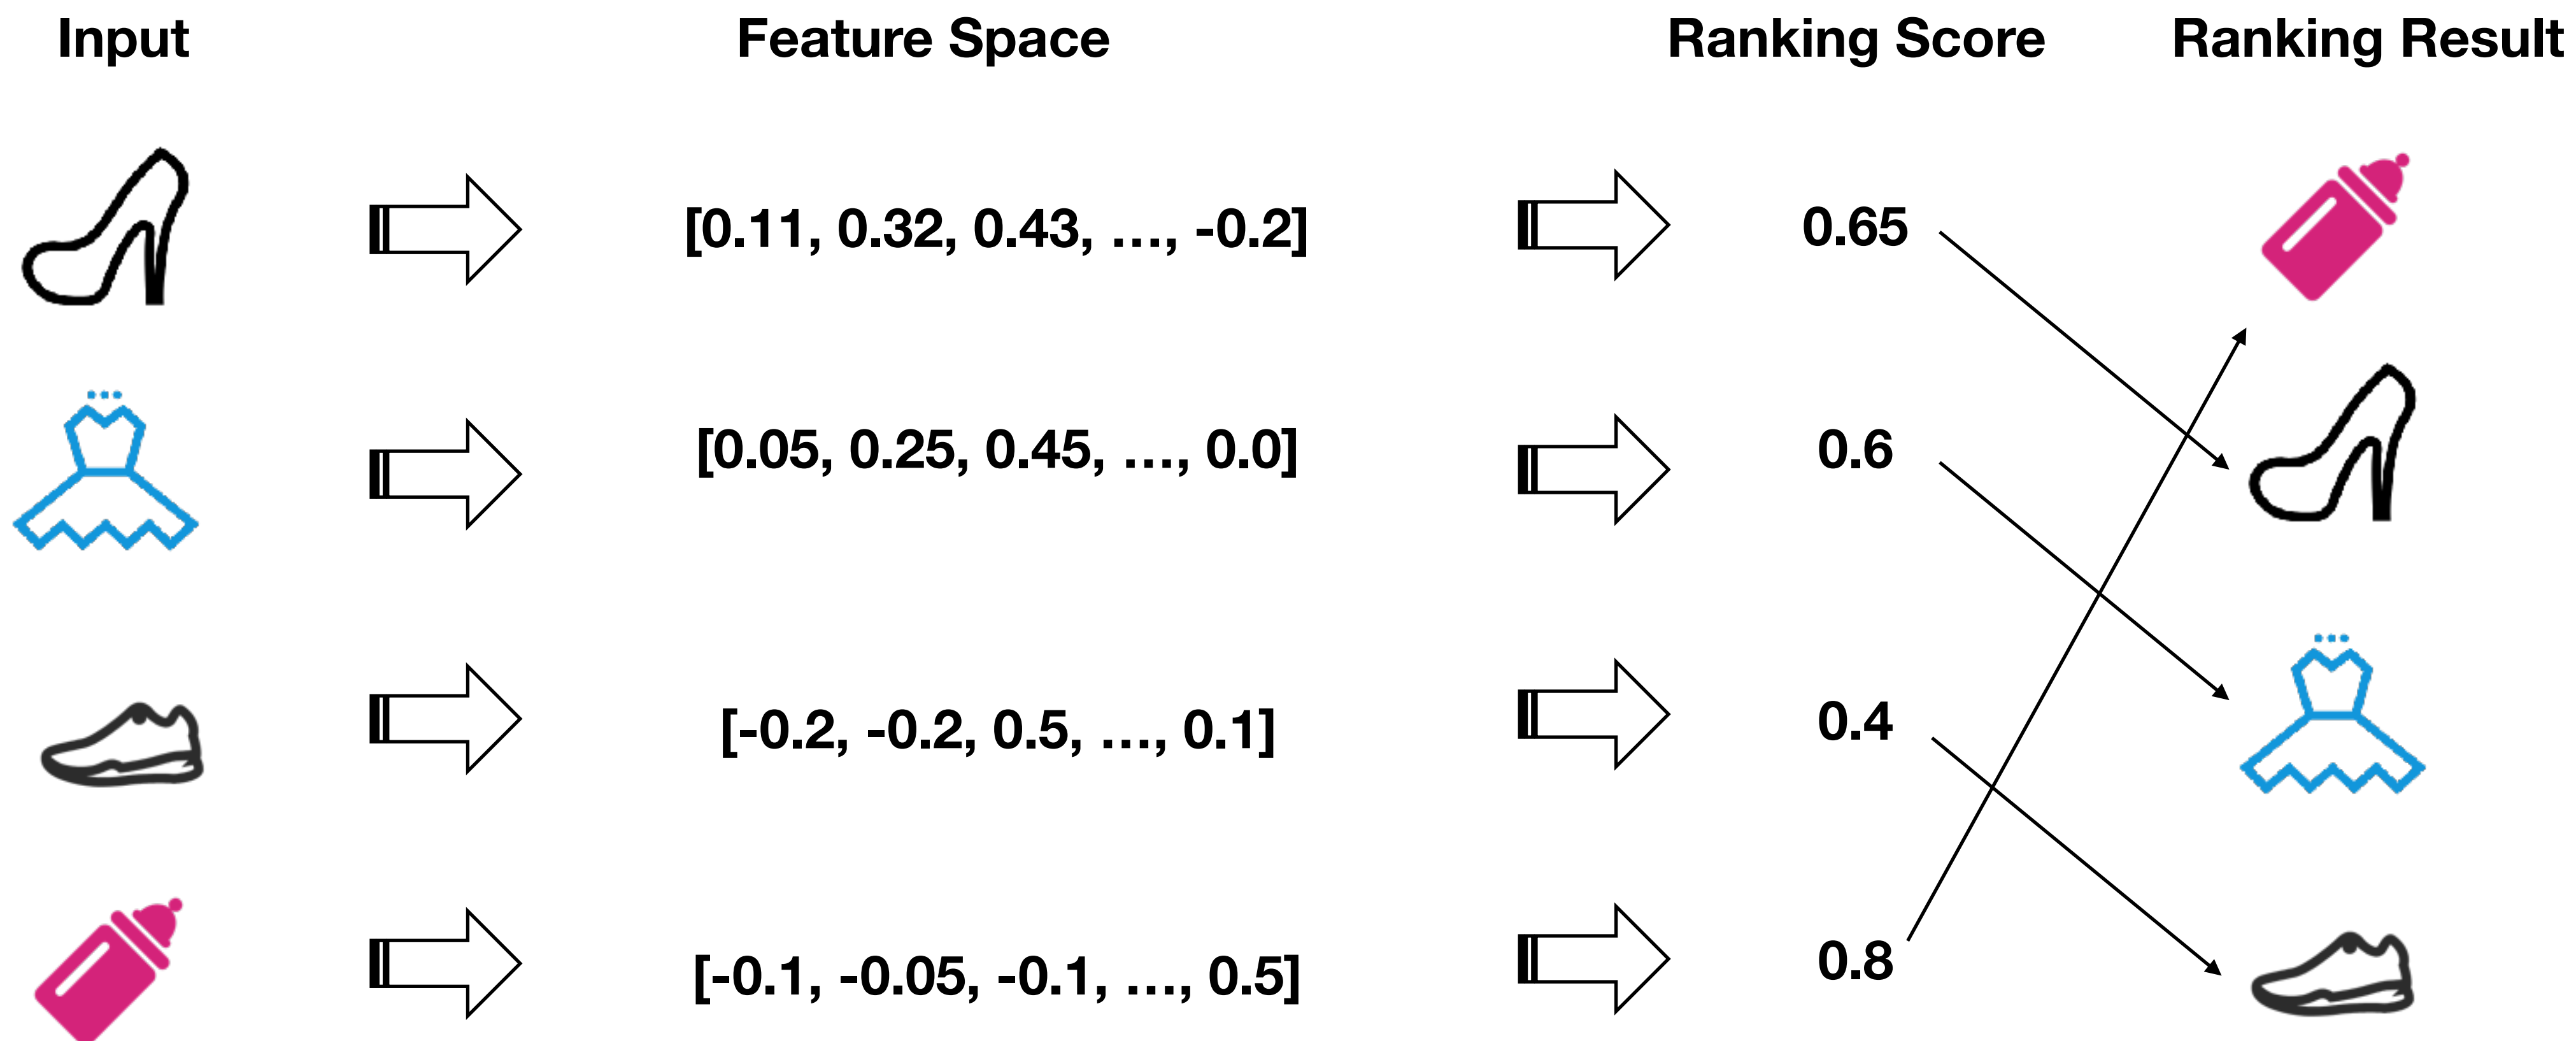 Input Feature Space Ranking Score Ranking Result
[0.11, 0.32, 0.43, ..., -0.2] 0.65
[0.05, 0.25, 0.45, ..., 0.0] 0.6
[-0.2, -0.2, 0.5, ..., 0.1] 0.4
[-0.1, -0.05, -0.1, ..., 0.5] 0.8